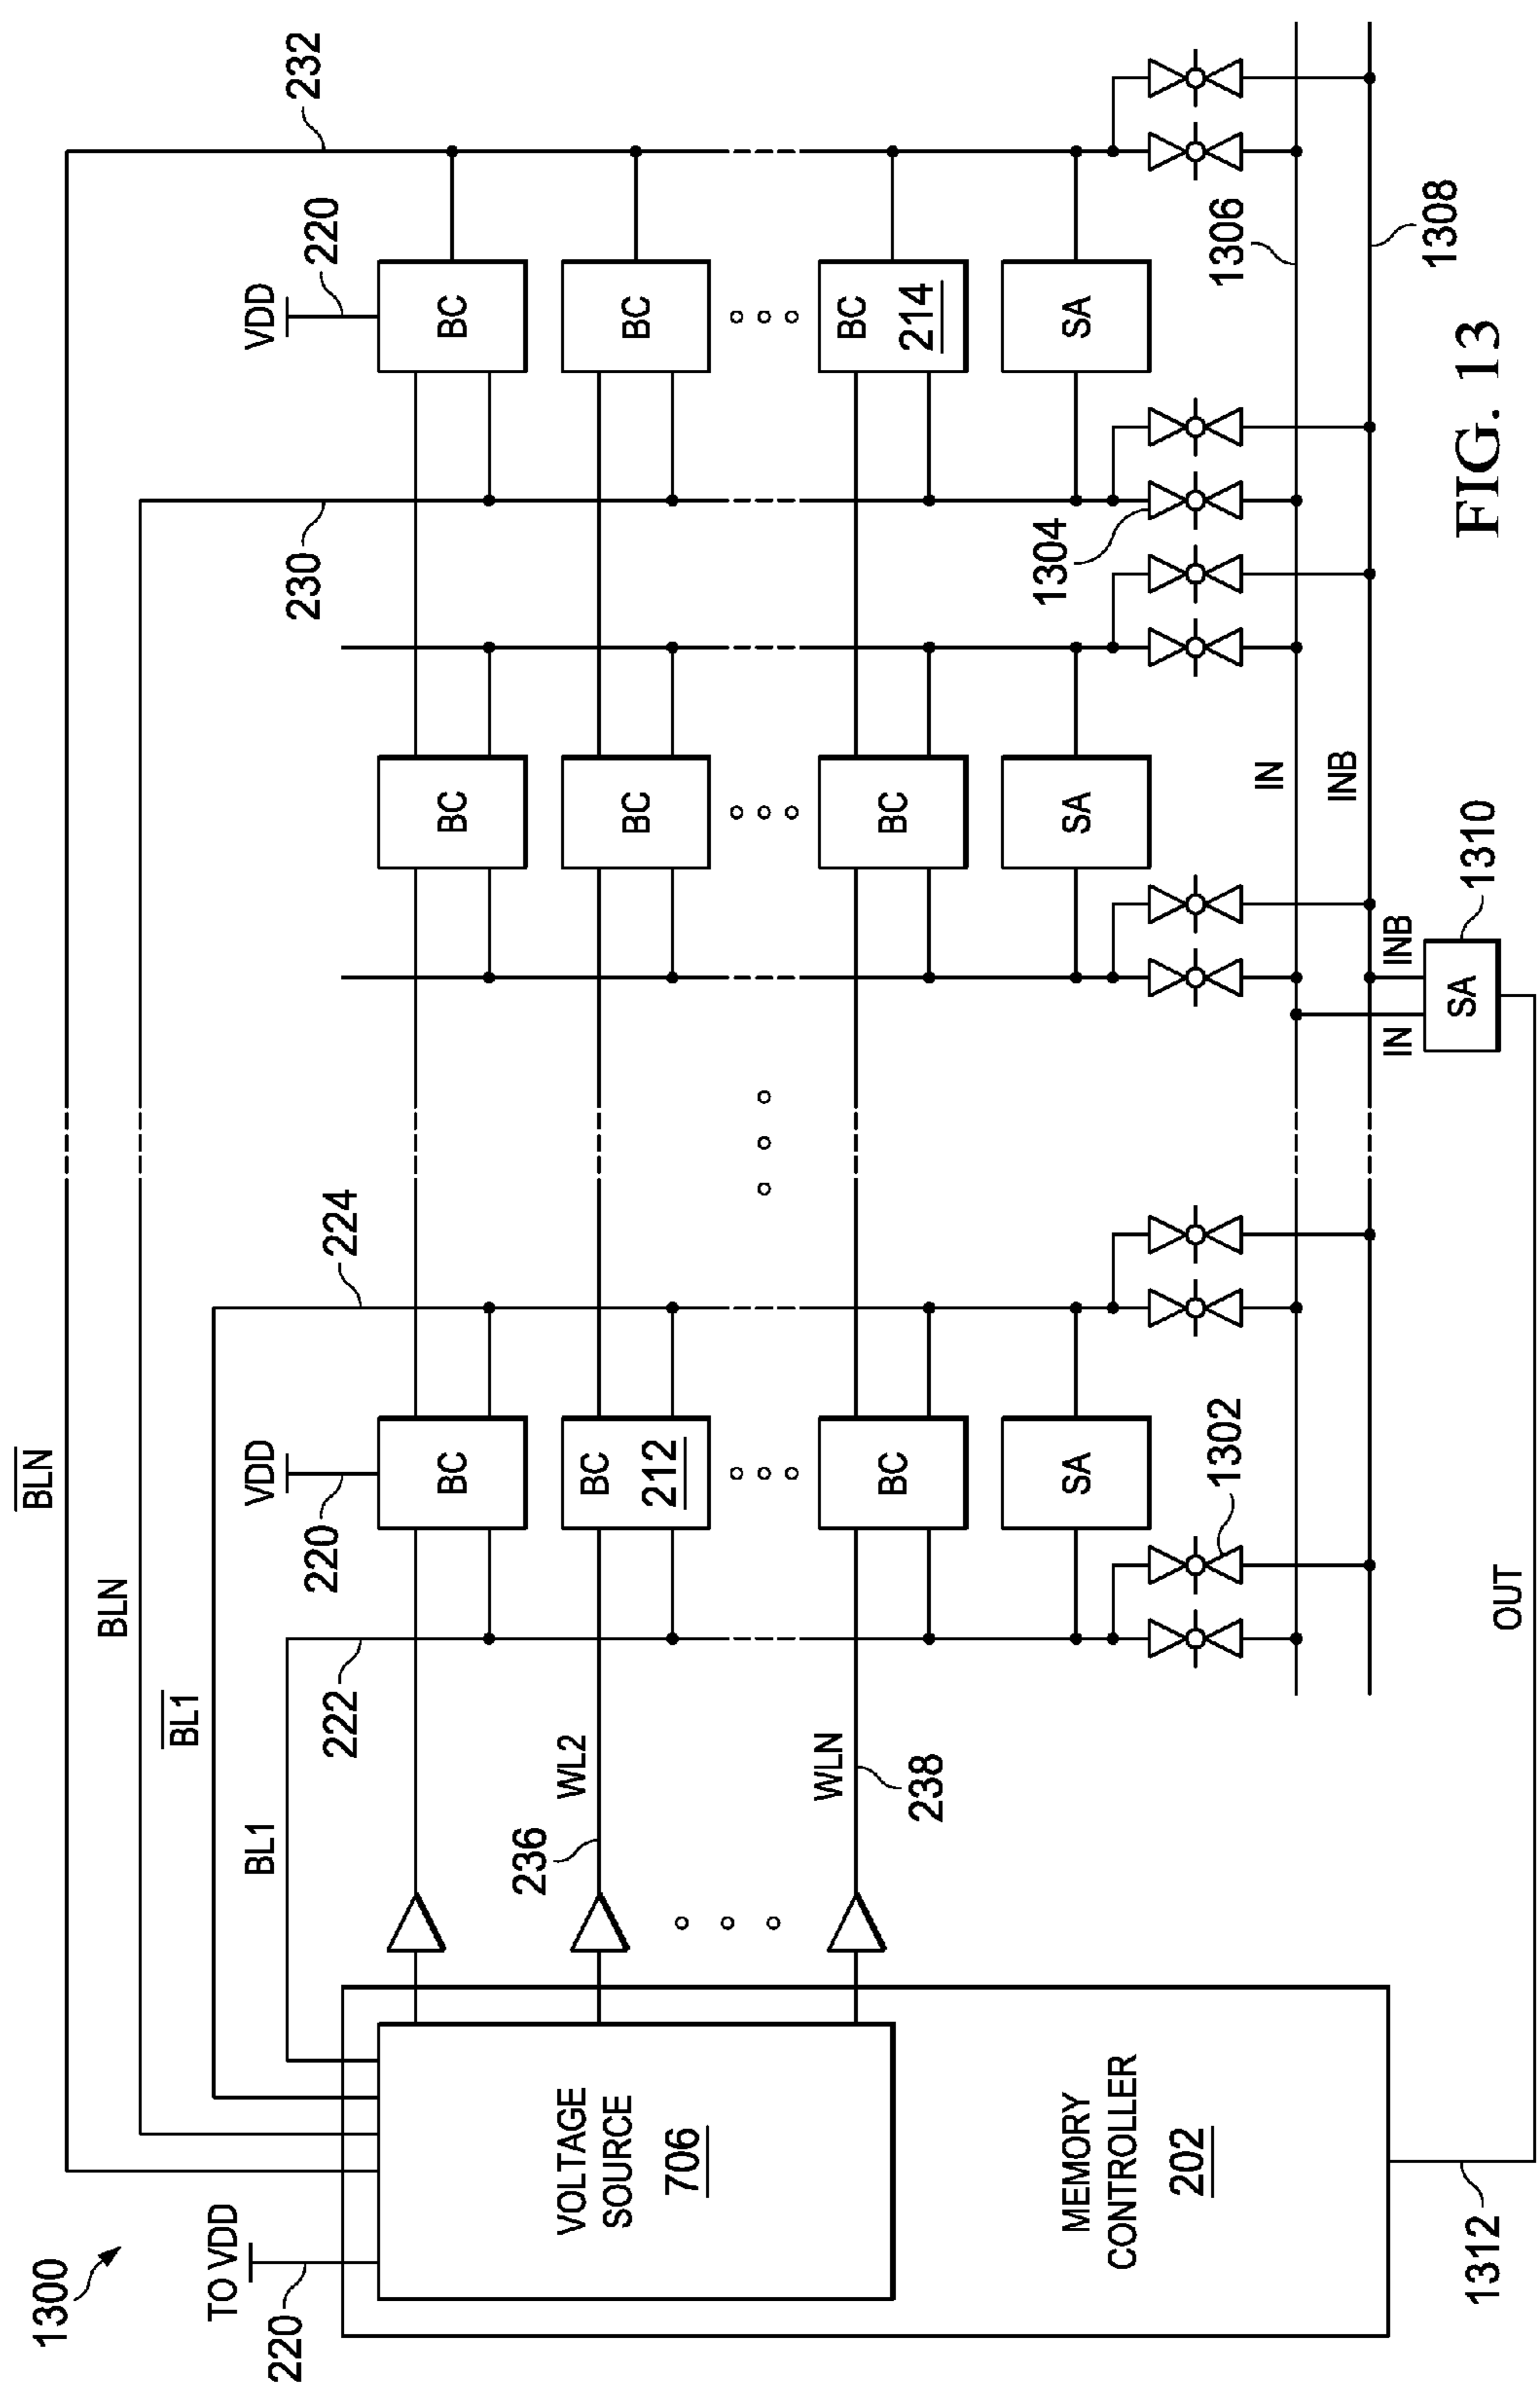 1300
TO VDD
220
BLN
BLN
BL1
BL1
222
VDD
220
224
230
VDD
220
232
VOLTAGE
SOURCE
706
MEMORY
CONTROLLER
202
236
WL2
WLN
238
BC
BC
BC
BC
212
BC
BC
BC
BC
BC
214
SA
SA
SA
1302
1304
1306
1308
IN
INB
IN
INB
SA
1310
OUT
1312
FIG. 13